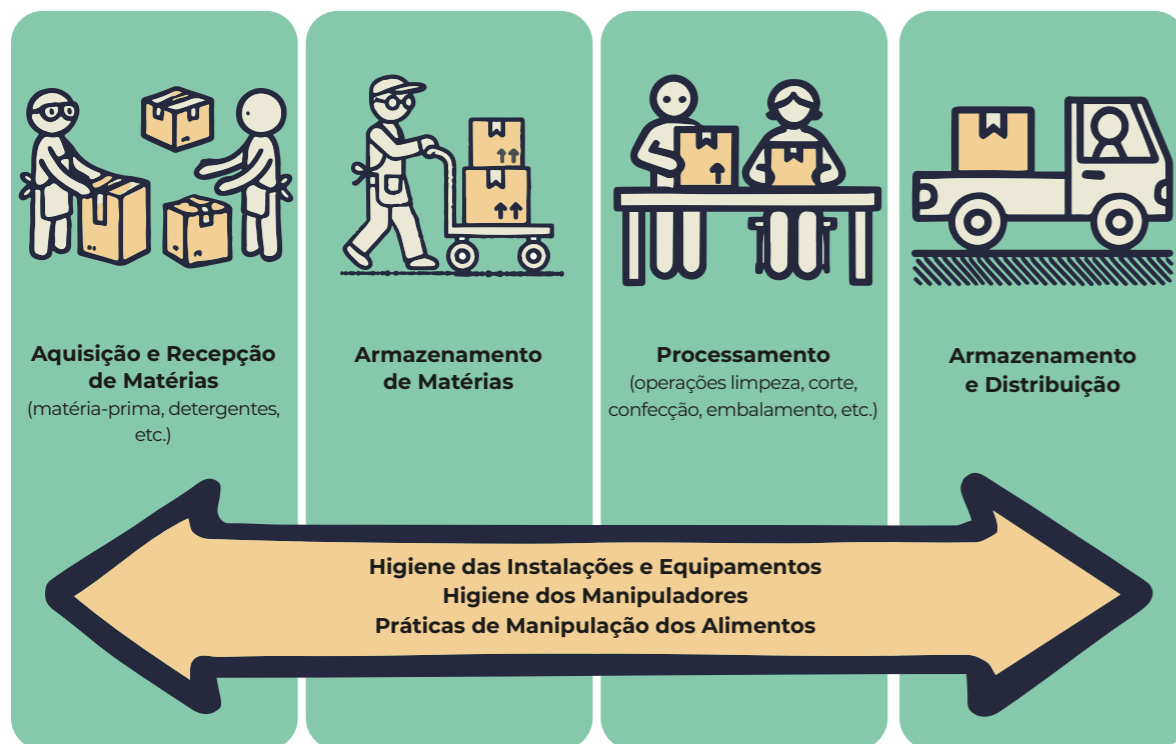 Aquisição e Recepção
de Matérias
(matéria-prima, detergentes,
etc.)
Armazenamento
de Matérias
Processamento
(operações limpeza, corte,
confecção, embalamento, etc.)
Armazenamento
e Distribuição
Higiene das Instalações e Equipamentos
Higiene dos Manipuladores
Práticas de Manipulação dos Alimentos